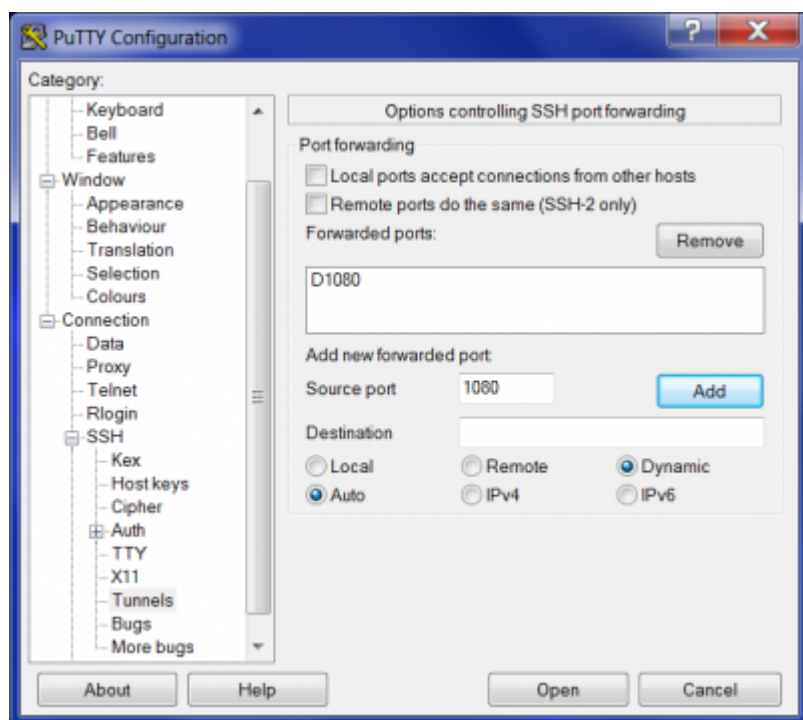 PuTTY Configuration
Category:
Keyboard
Bell
Features
Window
Appearance
Behaviour
Translation
Selection
Colours
Connection
Data
Proxy
Telnet
Rlogin
SSH
Kex
Host keys
Cipher
Auth
TTY
X11
Tunnels
Bugs
More bugs
Options controlling SSH port forwarding
Port forwarding
Local ports accept connections from other hosts
Remote ports do the same (SSH-2 only)
Forwarded ports:
Remove
D1080
Add new forwarded port:
Source port 1080 Add
Destination
Local Remote Dynamic
Auto IPv4 IPv6
About Help Open Cancel